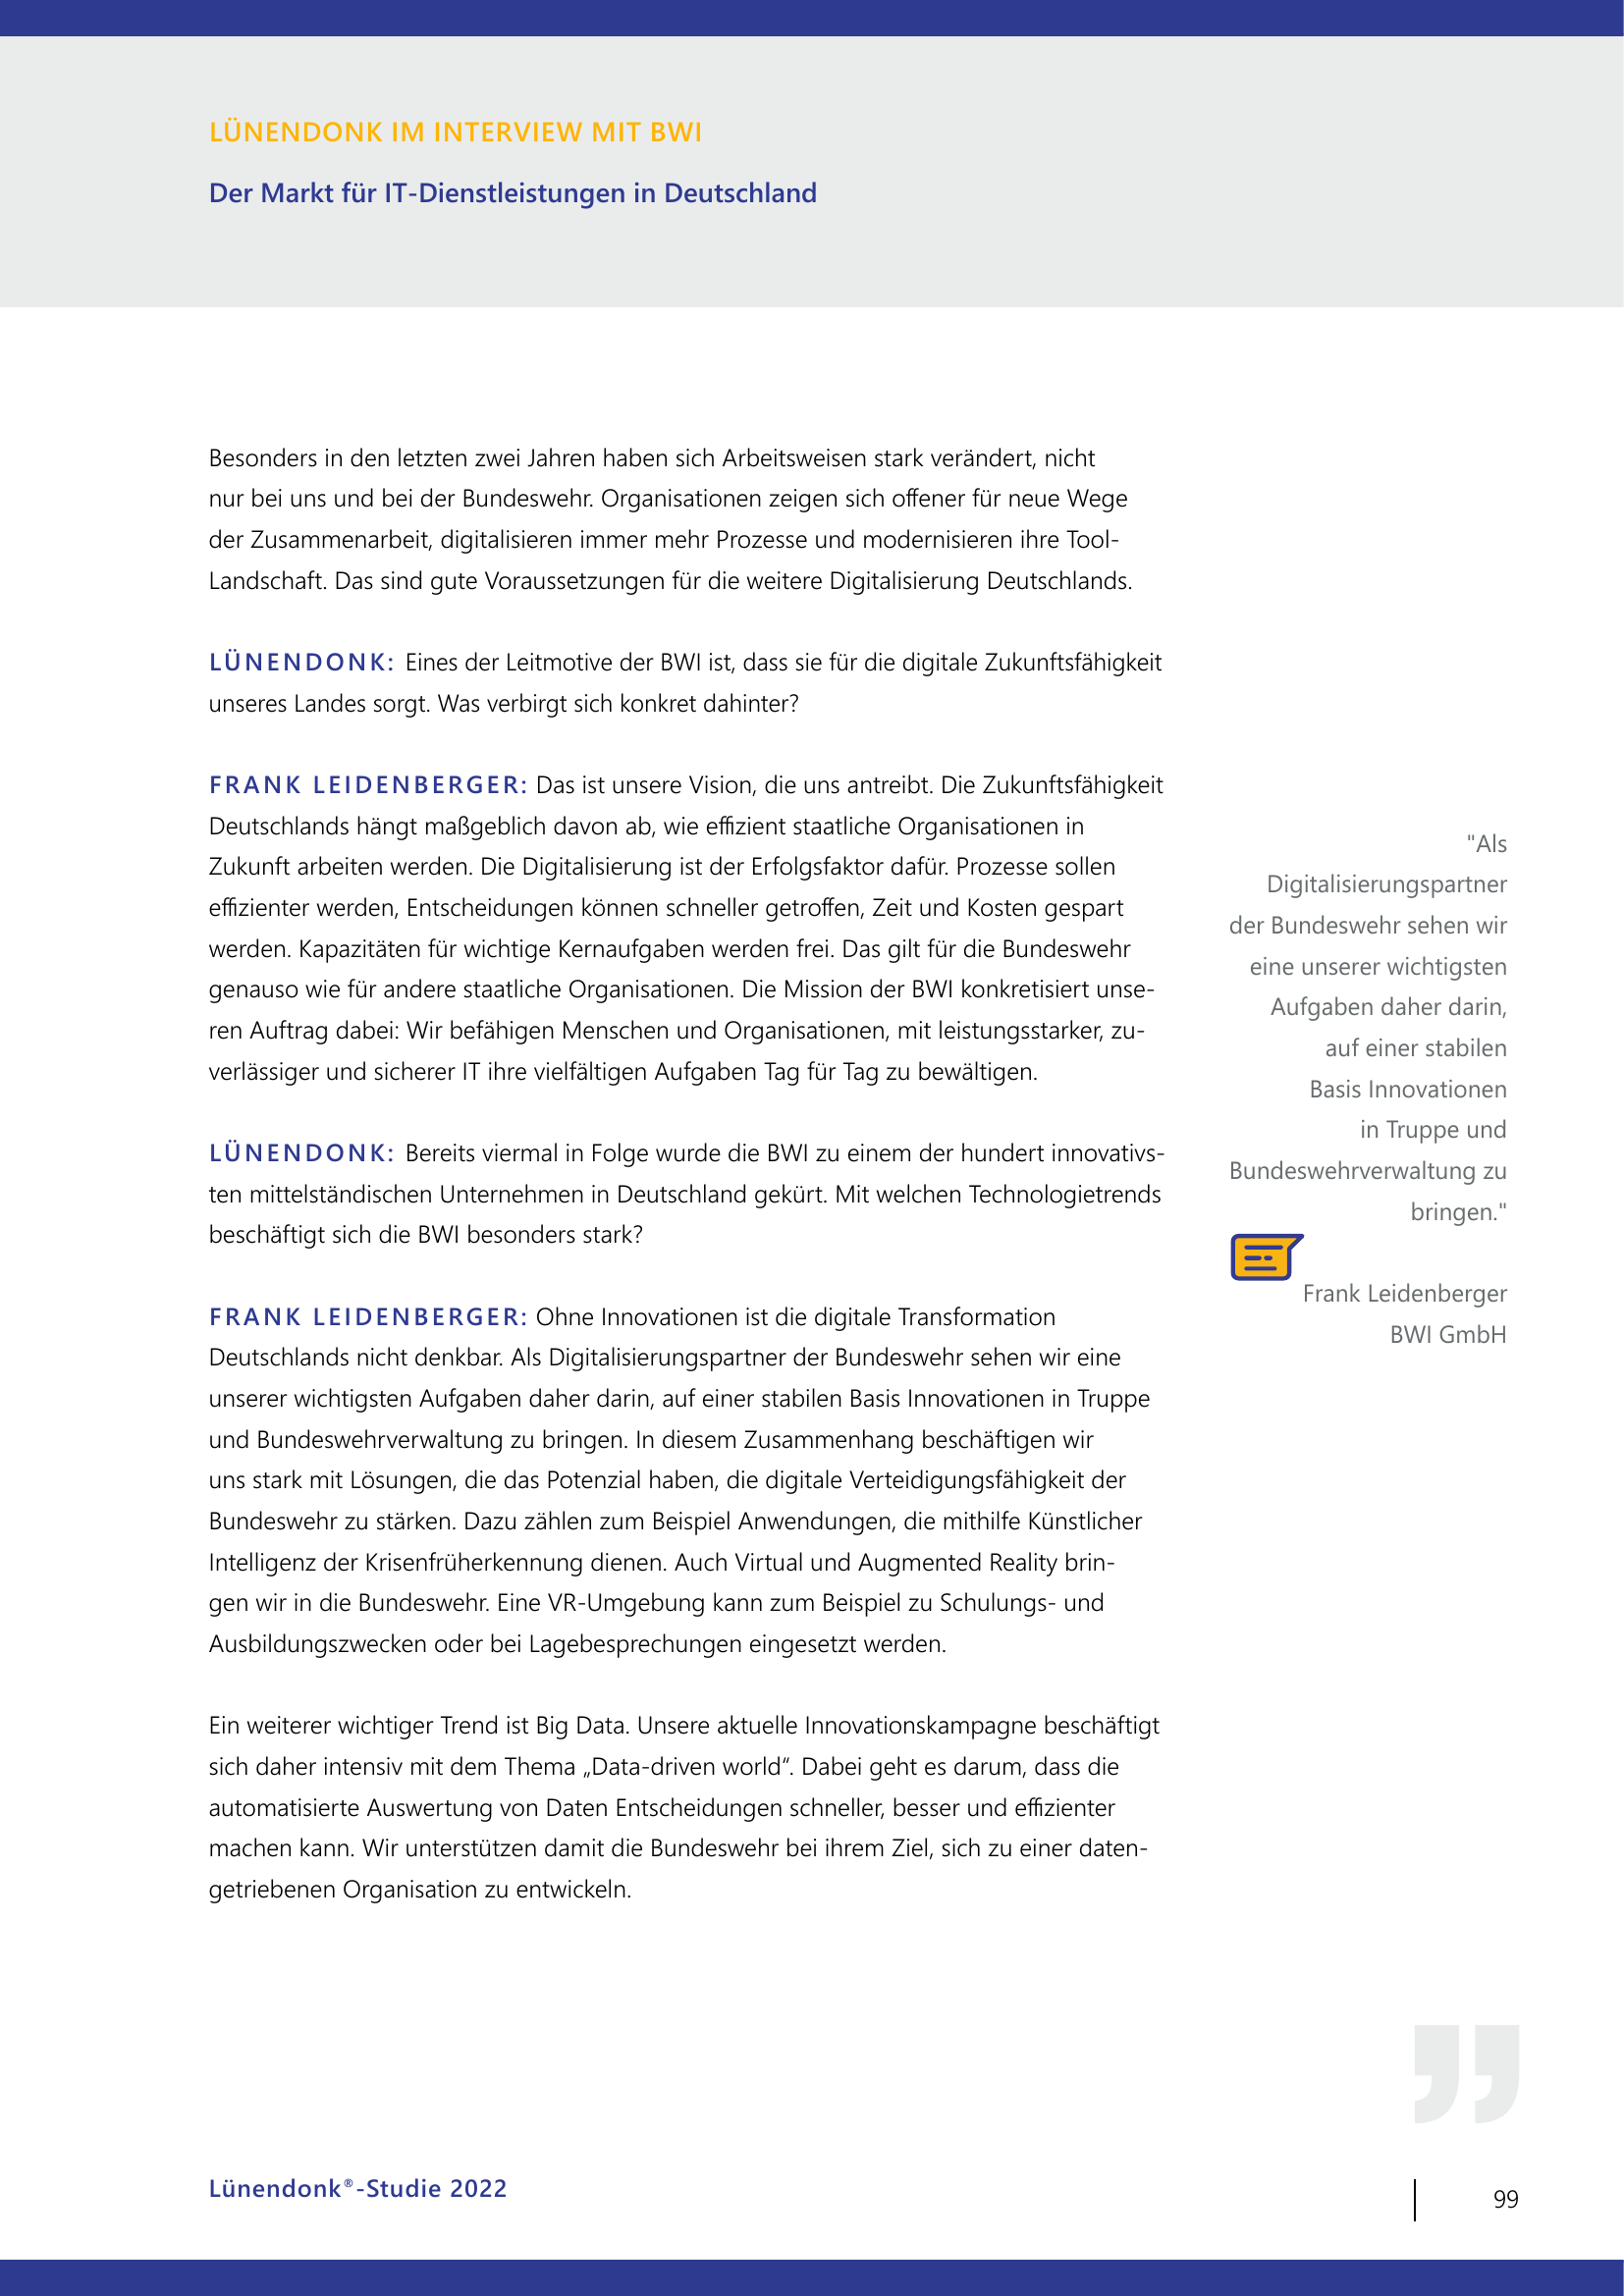 LÜNENDONK IM INTERVIEW MIT BWI
Der Markt für IT-Dienstleistungen in Deutschland
Besonders in den letzten zwei Jahren haben sich Arbeitsweisen stark verändert, nicht
nur bei uns und bei der Bundeswehr. Organisationen zeigen sich offener für neue Wege
der Zusammenarbeit, digitalisieren immer mehr Prozesse und modernisieren ihre Tool-
Landschaft. Das sind gute Voraussetzungen für die weitere Digitalisierung Deutschlands.
LÜNENDONK: Eines der Leitmotive der BWI ist, dass sie für die digitale Zukunftsfähigkeit
unseres Landes sorgt. Was verbirgt sich konkret dahinter?
FRANK LEIDENBERGER: Das ist unsere Vision, die uns antreibt. Die Zukunftsfähigkeit
Deutschlands hängt maßgeblich davon ab, wie effizient staatliche Organisationen in
Zukunft arbeiten werden. Die Digitalisierung ist der Erfolgsfaktor dafür. Prozesse sollen
effizienter werden, Entscheidungen können schneller getroffen, Zeit und Kosten gespart
werden. Kapazitäten für wichtige Kernaufgaben werden frei. Das gilt für die Bundeswehr
genauso wie für andere staatliche Organisationen. Die Mission der BWI konkretisiert unse-
ren Auftrag dabei: Wir befähigen Menschen und Organisationen, mit leistungsstarker, zu-
verlässiger und sicherer IT ihre vielfältigen Aufgaben Tag für Tag zu bewältigen.
LÜNENDONK: Bereits viermal in Folge wurde die BWI zu einem der hundert innovativs-
ten mittelständischen Unternehmen in Deutschland gekürt. Mit welchen Technologietrends
beschäftigt sich die BWI besonders stark?
FRANK LEIDENBERGER: Ohne Innovationen ist die digitale Transformation
Deutschlands nicht denkbar. Als Digitalisierungspartner der Bundeswehr sehen wir eine
unserer wichtigsten Aufgaben daher darin, auf einer stabilen Basis Innovationen in Truppe
und Bundeswehrverwaltung zu bringen. In diesem Zusammenhang beschäftigen wir
uns stark mit Lösungen, die das Potenzial haben, die digitale Verteidigungsfähigkeit der
Bundeswehr zu stärken. Dazu zählen zum Beispiel Anwendungen, die mithilfe Künstlicher
Intelligenz der Krisenfrüherkennung dienen. Auch Virtual und Augmented Reality brin-
gen wir in die Bundeswehr. Eine VR-Umgebung kann zum Beispiel zu Schulungs- und
Ausbildungszwecken oder bei Lagebesprechungen eingesetzt werden.
Ein weiterer wichtiger Trend ist Big Data. Unsere aktuelle Innovationskampagne beschäftigt
sich daher intensiv mit dem Thema „Data-driven world“. Dabei geht es darum, dass die
automatisierte Auswertung von Daten Entscheidungen schneller, besser und effizienter
machen kann. Wir unterstützen damit die Bundeswehr bei ihrem Ziel, sich zu einer daten-
getriebenen Organisation zu entwickeln.
"Als
Digitalisierungspartner
der Bundeswehr sehen wir
eine unserer wichtigsten
Aufgaben daher darin,
auf einer stabilen
Basis Innovationen
in Truppe und
Bundeswehrverwaltung zu
bringen."
Frank Leidenberger
BWI GmbH
Lünendonk®-Studie 2022
99